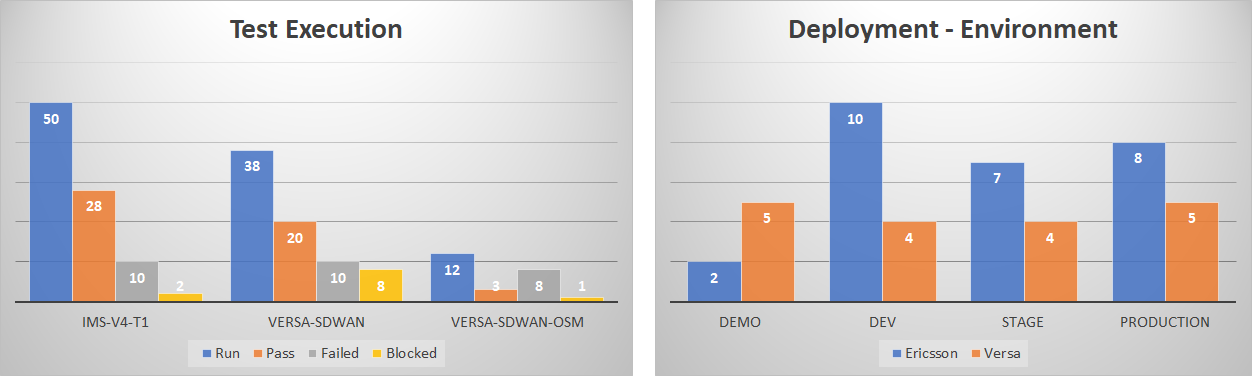 Test Execution
50
28
10
2
38
20
10
8
12
3
8
1
IMS-V4-T1
VERSA-SDWAN
VERSA-SDWAN-OSM
Run Pass Failed Blocked
Deployment - Environment
2
5
10
4
7
4
8
5
DEMO
DEV
STAGE
PRODUCTION
Ericsson Versa